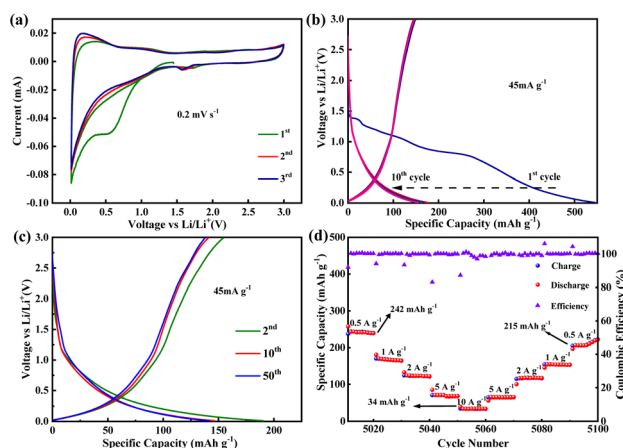 (a)
0.02
0.00
-0.02
-0.04
-0.06
-0.08
-0.10
Current (mA)
0.2 mV s⁻¹
1ˢᵗ
2ⁿᵈ
3ʳᵈ
0.0 0.5 1.0 1.5 2.0 2.5 3.0
Voltage vs Li/Li⁺(V)
(b)
3.0
2.5
2.0
1.5
1.0
0.5
0.0
Voltage vs Li/Li⁺(V)
45mA g⁻¹
10ᵗʰ
cycle
1ˢᵗ
cycle
0 100 200 300 400 500
Specific Capacity (mAh g⁻¹)
(c)
3.0
2.5
2.0
1.5
1.0
0.5
0.0
Voltage vs Li/Li⁺(V)
45mA g⁻¹
2ⁿᵈ
10ᵗʰ
50ᵗʰ
0 45 90 135 180 225
Specific Capacity (mAh g⁻¹)
(d)
500
400
300
200
100
0
Specific Capacity (mAh g⁻¹)
Charge
Discharge
Efficiency
242 mAh g⁻¹
215 mAh g⁻¹
34 mAh g⁻¹
0.5 A g⁻¹
1 A g⁻¹
2 A g⁻¹
5 A g⁻¹
10 A g⁻¹
5 A g⁻¹
2 A g⁻¹
1 A g⁻¹
0.5 A g⁻¹
100
80
60
40
20
0
Coulombic Efficiency (%)
5020 5040 5060 5080 5100
Cycle Number